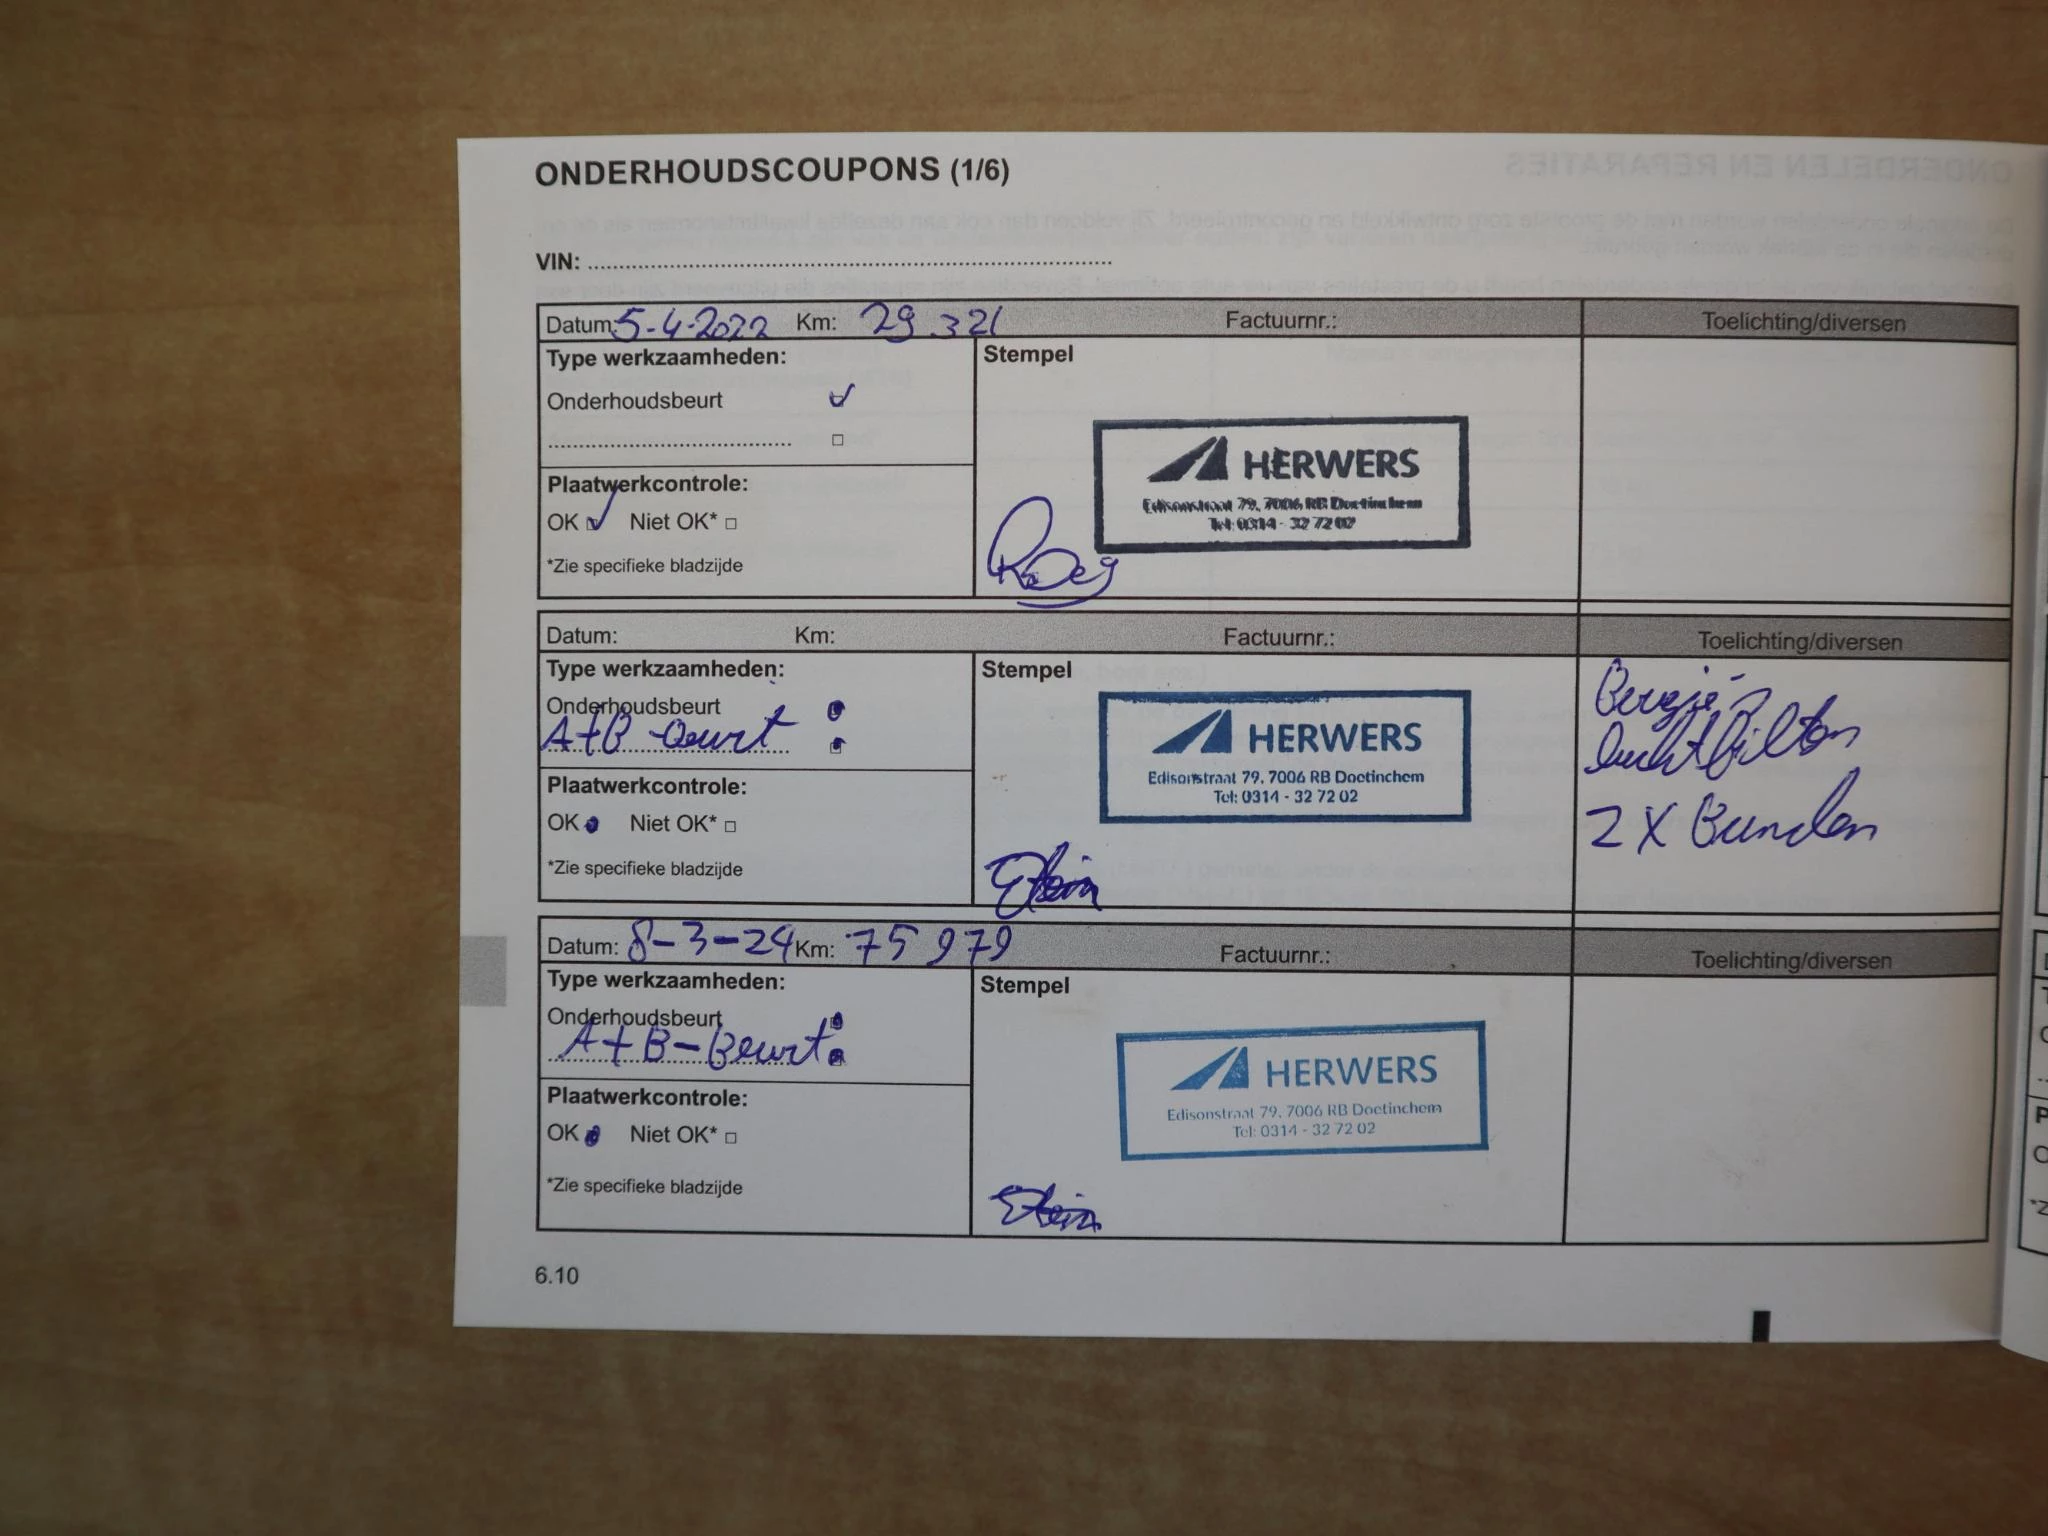 ONDERHOUDSCOUPONS (1/6)
VIN:
Datum: 5-4-2022 Km: 29.321 Factuurnr.: Toelichting/diversen
Type werkzaamheden: Stempel
Onderhoudsbeurt
HERWERS
Edisonstraat 79, 7006 RB Doetinchem
Tel: 0314 - 32 72 02
Plaatwerkcontrole:
OK Niet OK*
*Zie specifieke bladzijde
Datum: Km: Factuurnr.: Toelichting/diversen
Type werkzaamheden: Stempel
Onderhoudsbeurt
A+B-Beurt
HERWERS
Edisonstraat 79, 7006 RB Doetinchem
Tel: 0314 - 32 72 02
luchtfilter
2 X
Plaatwerkcontrole:
OK Niet OK*
*Zie specifieke bladzijde
Datum: 8-3-24 Km: 75979 Factuurnr.: Toelichting/diversen
Type werkzaamheden: Stempel
Onderhoudsbeurt
A+B-Beurt
HERWERS
Edisonstraat 79, 7006 RB Doetinchem
Tel: 0314 - 32 72 02
Plaatwerkcontrole:
OK Niet OK*
*Zie specifieke bladzijde
6.10